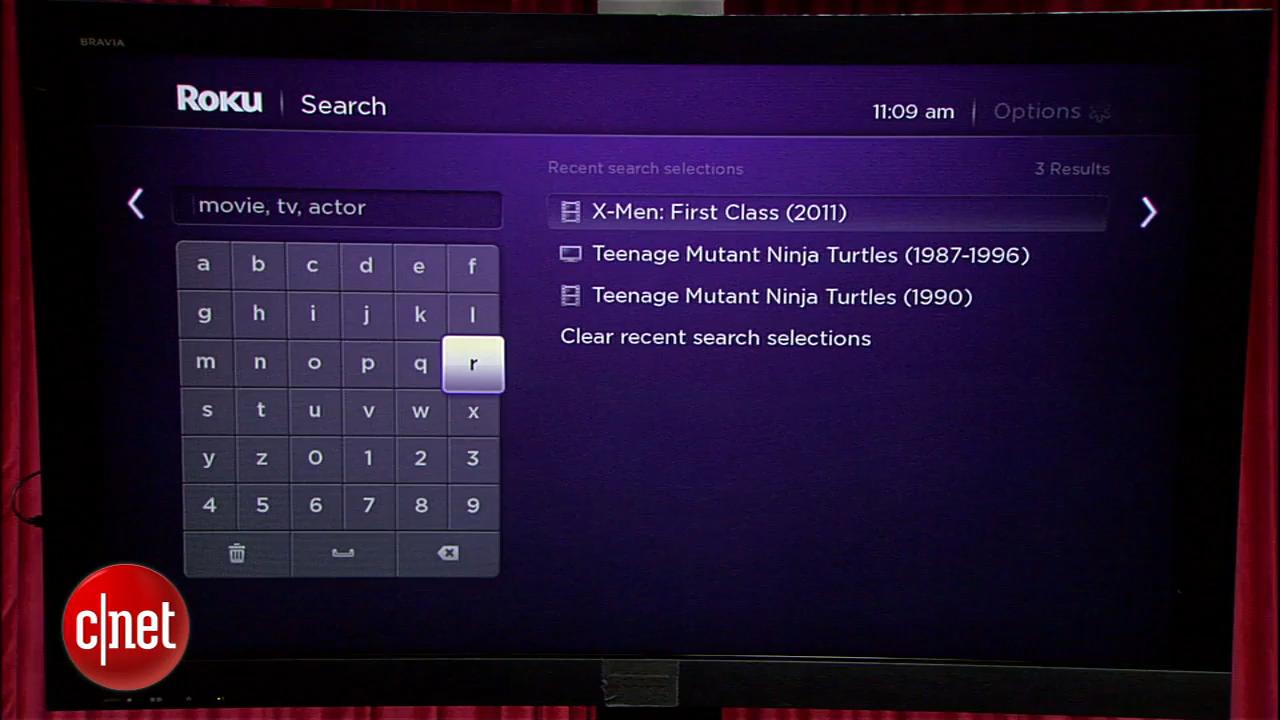 BRAVIA
Roku | Search
11:09 am | Options
Recent search selections 3 Results
movie, tv, actor
X-Men: First Class (2011)
Teenage Mutant Ninja Turtles (1987-1996)
Teenage Mutant Ninja Turtles (1990)
Clear recent search selections
a b c d e f
g h i j k l
m n o p q r
s t u v w x
y z 0 1 2 3
4 5 6 7 8 9
c|net